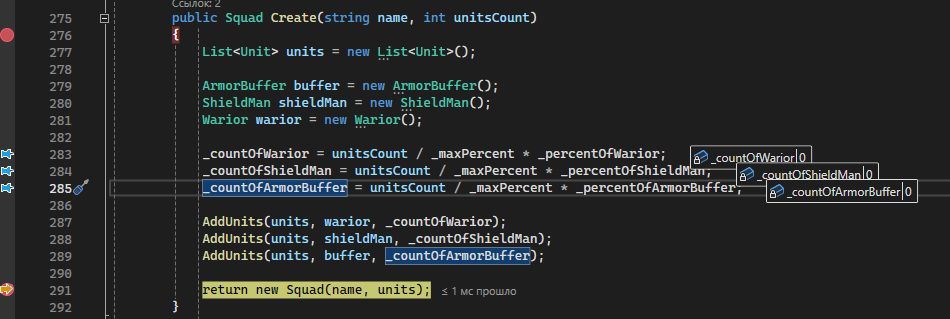 Ссылок: 2
275 public Squad Create(string name, int unitsCount)
276 {
277 List<Unit> units = new List<Unit>();
278
279 ArmorBuffer buffer = new ArmorBuffer();
280 ShieldMan shieldMan = new ShieldMan();
281 Warior warior = new Warior();
282
283 _countOfWarior = unitsCount / _maxPercent * _percentOfWarior; _countOfWarior 0
284 _countOfShieldMan = unitsCount / _maxPercent * _percentOfShieldMan; _countOfShieldMan 0
285 _countOfArmorBuffer = unitsCount / _maxPercent * _percentOfArmorBuffer; _countOfArmorBuffer 0
286
287 AddUnits(units, warior, _countOfWarior);
288 AddUnits(units, shieldMan, _countOfShieldMan);
289 AddUnits(units, buffer, _countOfArmorBuffer);
290
291 return new Squad(name, units); ≤ 1 мс прошло
292 }